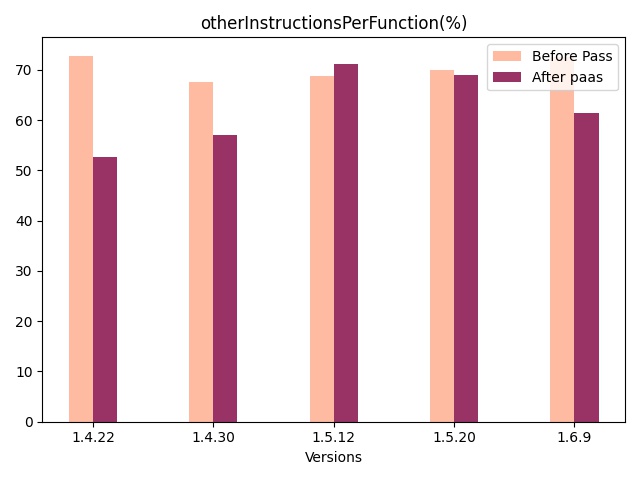 otherInstructionsPerFunction(%)
Before Pass
After paas
70
60
50
40
30
20
10
0
1.4.22 1.4.30 1.5.12 1.5.20 1.6.9
Versions